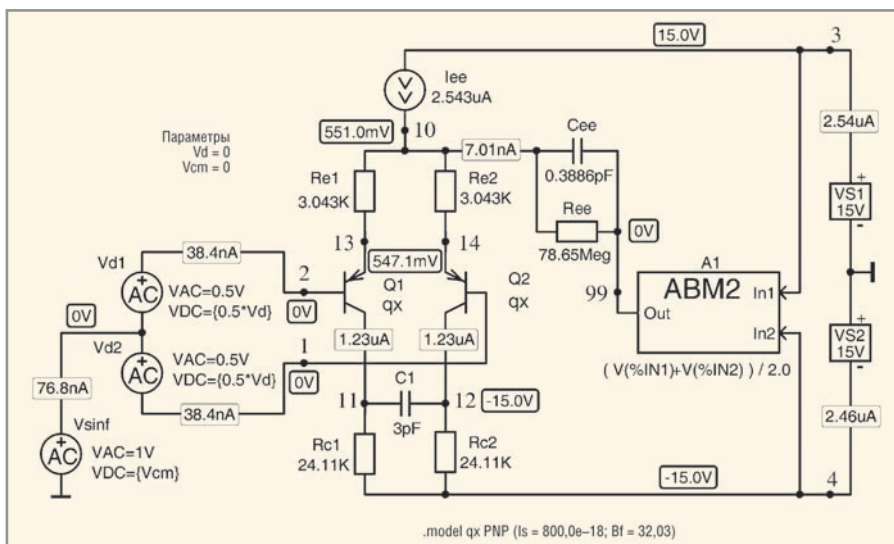 15.0V
3
Iee
2.543uA
551.0mV
10
Параметры
Vd = 0
Vcm = 0
7.01nA
Cee
0.3886pF
2.54uA
Re1
3.043K
Re2
3.043K
Ree
78.65Meg
+
VS1
15V
-
13
14
0V
547.1mV
38.4nA
Vd1
+
AC
VAC=0.5V
VDC={0.5*Vd}
2
0V
Q1
qx
Q2
qx
99
A1
ABM2
In1
Out
In2
( V(%IN1)+V(%IN2) ) / 2.0
+
VS2
15V
-
0V
Vd2
+
AC
VAC=0.5V
VDC={0.5*Vd}
1
0V
1.23uA
1.23uA
76.8nA
38.4nA
C1
3pF
11
12
-15.0V
2.46uA
Vsinf
+
AC
VAC=1V
VDC={Vcm}
Rc1
24.11K
Rc2
24.11K
-15.0V
4
.model qx PNP (Is = 800,0e–18; Bf = 32,03)